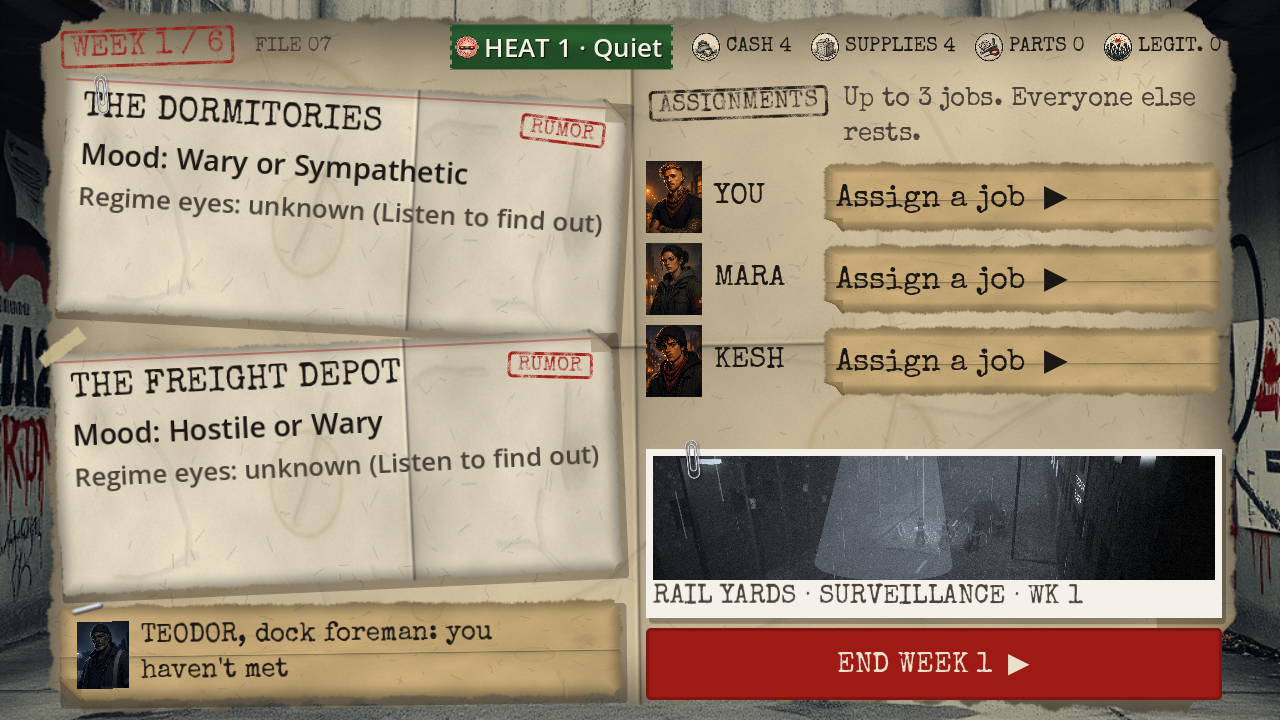 WEEK 1 / 6
FILE 07
HEAT 1 · Quiet
CASH 4
SUPPLIES 4
PARTS 0
LEGIT. 0
THE DORMITORIES
RUMOR
Mood: Wary or Sympathetic
Regime eyes: unknown (Listen to find out)
THE FREIGHT DEPOT
RUMOR
Mood: Hostile or Wary
Regime eyes: unknown (Listen to find out)
TEODOR, dock foreman: you
haven't met
ASSIGNMENTS
Up to 3 jobs. Everyone else
rests.
YOU
Assign a job ▶
MARA
Assign a job ▶
KESH
Assign a job ▶
RAIL YARDS · SURVEILLANCE · WK 1
END WEEK 1 ▶